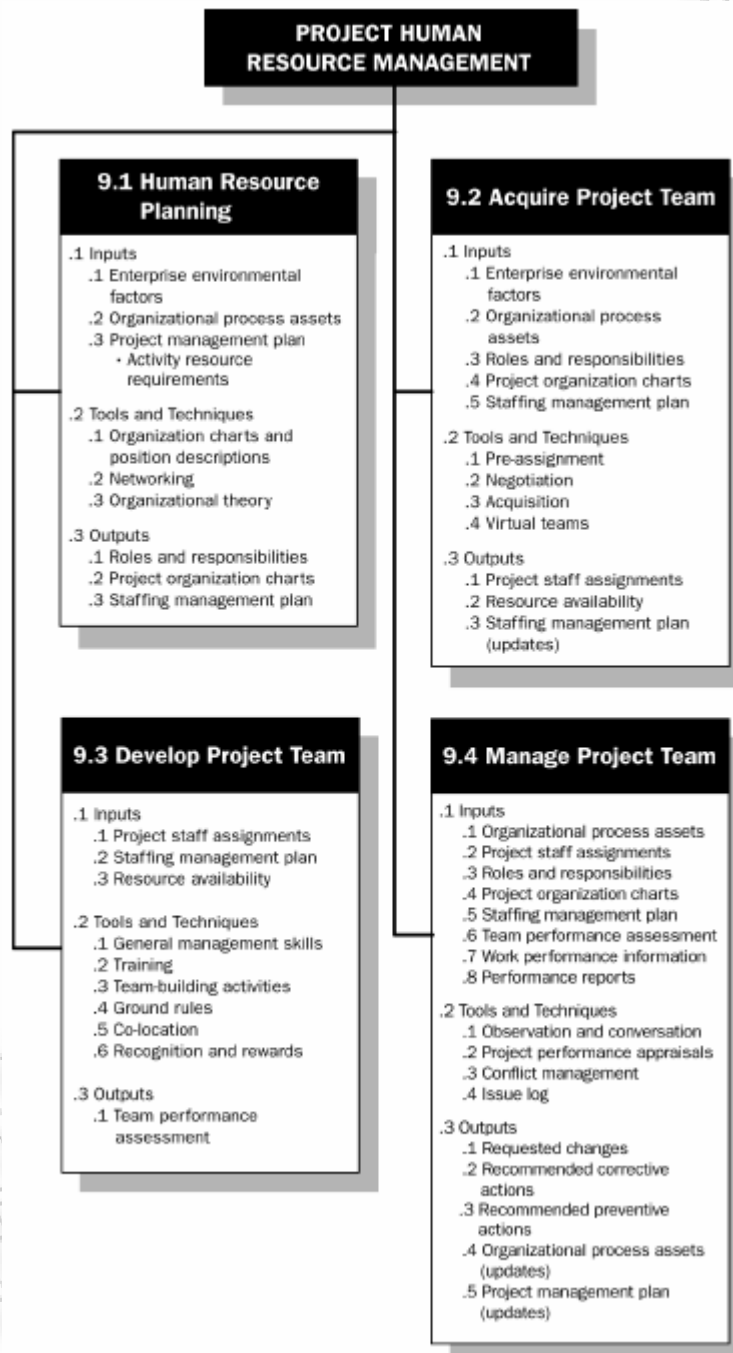 PROJECT HUMAN
RESOURCE MANAGEMENT
9.1 Human Resource
Planning
.1 Inputs
.1 Enterprise environmental
factors
.2 Organizational process assets
.3 Project management plan
· Activity resource
requirements
.2 Tools and Techniques
.1 Organization charts and
position descriptions
.2 Networking
.3 Organizational theory
.3 Outputs
.1 Roles and responsibilities
.2 Project organization charts
.3 Staffing management plan
9.2 Acquire Project Team
.1 Inputs
.1 Enterprise environmental
factors
.2 Organizational process
assets
.3 Roles and responsibilities
.4 Project organization charts
.5 Staffing management plan
.2 Tools and Techniques
.1 Pre-assignment
.2 Negotiation
.3 Acquisition
.4 Virtual teams
.3 Outputs
.1 Project staff assignments
.2 Resource availability
.3 Staffing management plan
(updates)
9.3 Develop Project Team
.1 Inputs
.1 Project staff assignments
.2 Staffing management plan
.3 Resource availability
.2 Tools and Techniques
.1 General management skills
.2 Training
.3 Team-building activities
.4 Ground rules
.5 Co-location
.6 Recognition and rewards
.3 Outputs
.1 Team performance
assessment
9.4 Manage Project Team
.1 Inputs
.1 Organizational process assets
.2 Project staff assignments
.3 Roles and responsibilities
.4 Project organization charts
.5 Staffing management plan
.6 Team performance assessment
.7 Work performance information
.8 Performance reports
.2 Tools and Techniques
.1 Observation and conversation
.2 Project performance appraisals
.3 Conflict management
.4 Issue log
.3 Outputs
.1 Requested changes
.2 Recommended corrective
actions
.3 Recommended preventive
actions
.4 Organizational process assets
(updates)
.5 Project management plan
(updates)